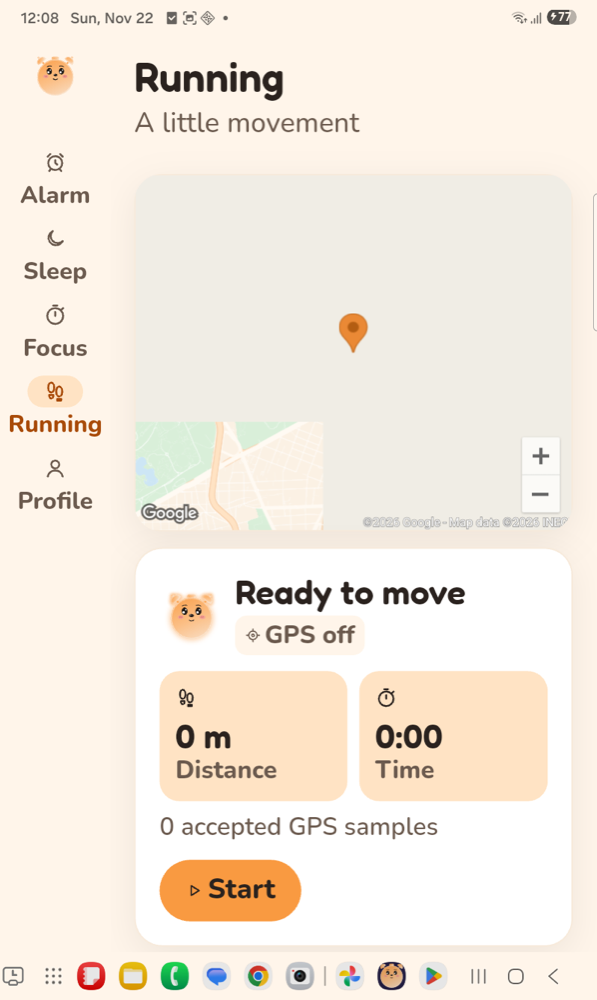 12:08 Sun, Nov 22
77
Running
A little movement
Alarm
Sleep
Focus
Running
Profile
Google
©2026 Google - Map data ©2026
Ready to move
GPS off
0 m
Distance
0:00
Time
0 accepted GPS samples
Start